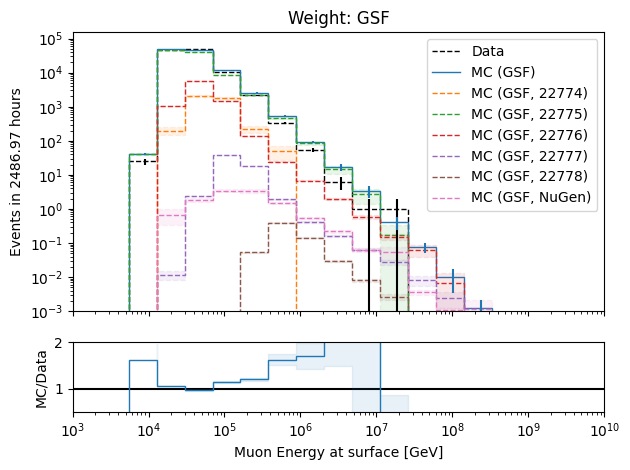 Weight: GSF
Events in 2486.97 hours
10^5
10^4
10^3
10^2
10^1
10^0
10^-1
10^-2
10^-3
Data
MC (GSF)
MC (GSF, 22774)
MC (GSF, 22775)
MC (GSF, 22776)
MC (GSF, 22777)
MC (GSF, 22778)
MC (GSF, NuGen)
MC/Data
2
1
10^3 10^4 10^5 10^6 10^7 10^8 10^9 10^10
Muon Energy at surface [GeV]